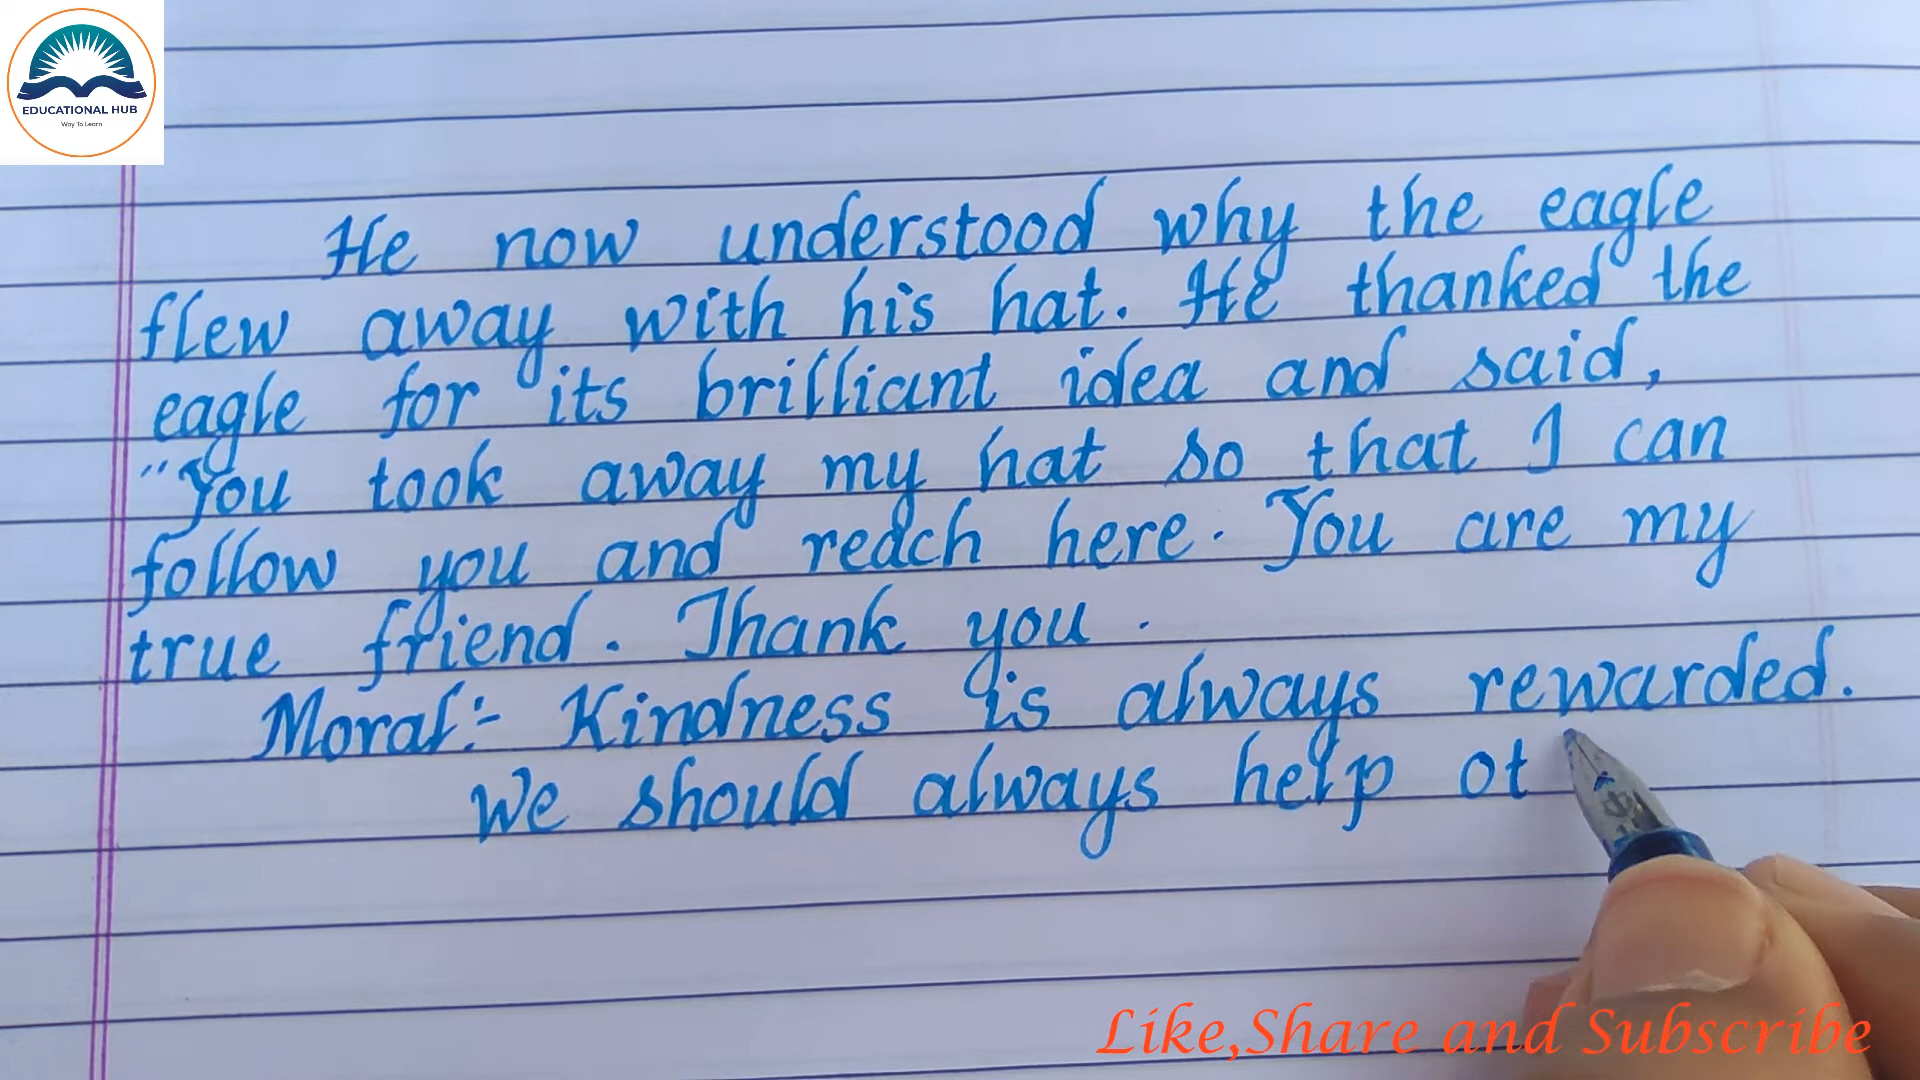 EDUCATIONAL HUB
Way To Learn
He now understood why the eagle
flew away with his hat. He thanked the
eagle for its brilliant idea and said,
"You took away my hat so that I can
follow you and reach here. You are my
true friend. Thank you.
Moral:- Kindness is always rewarded.
We should always help ot
Like,Share and Subscribe